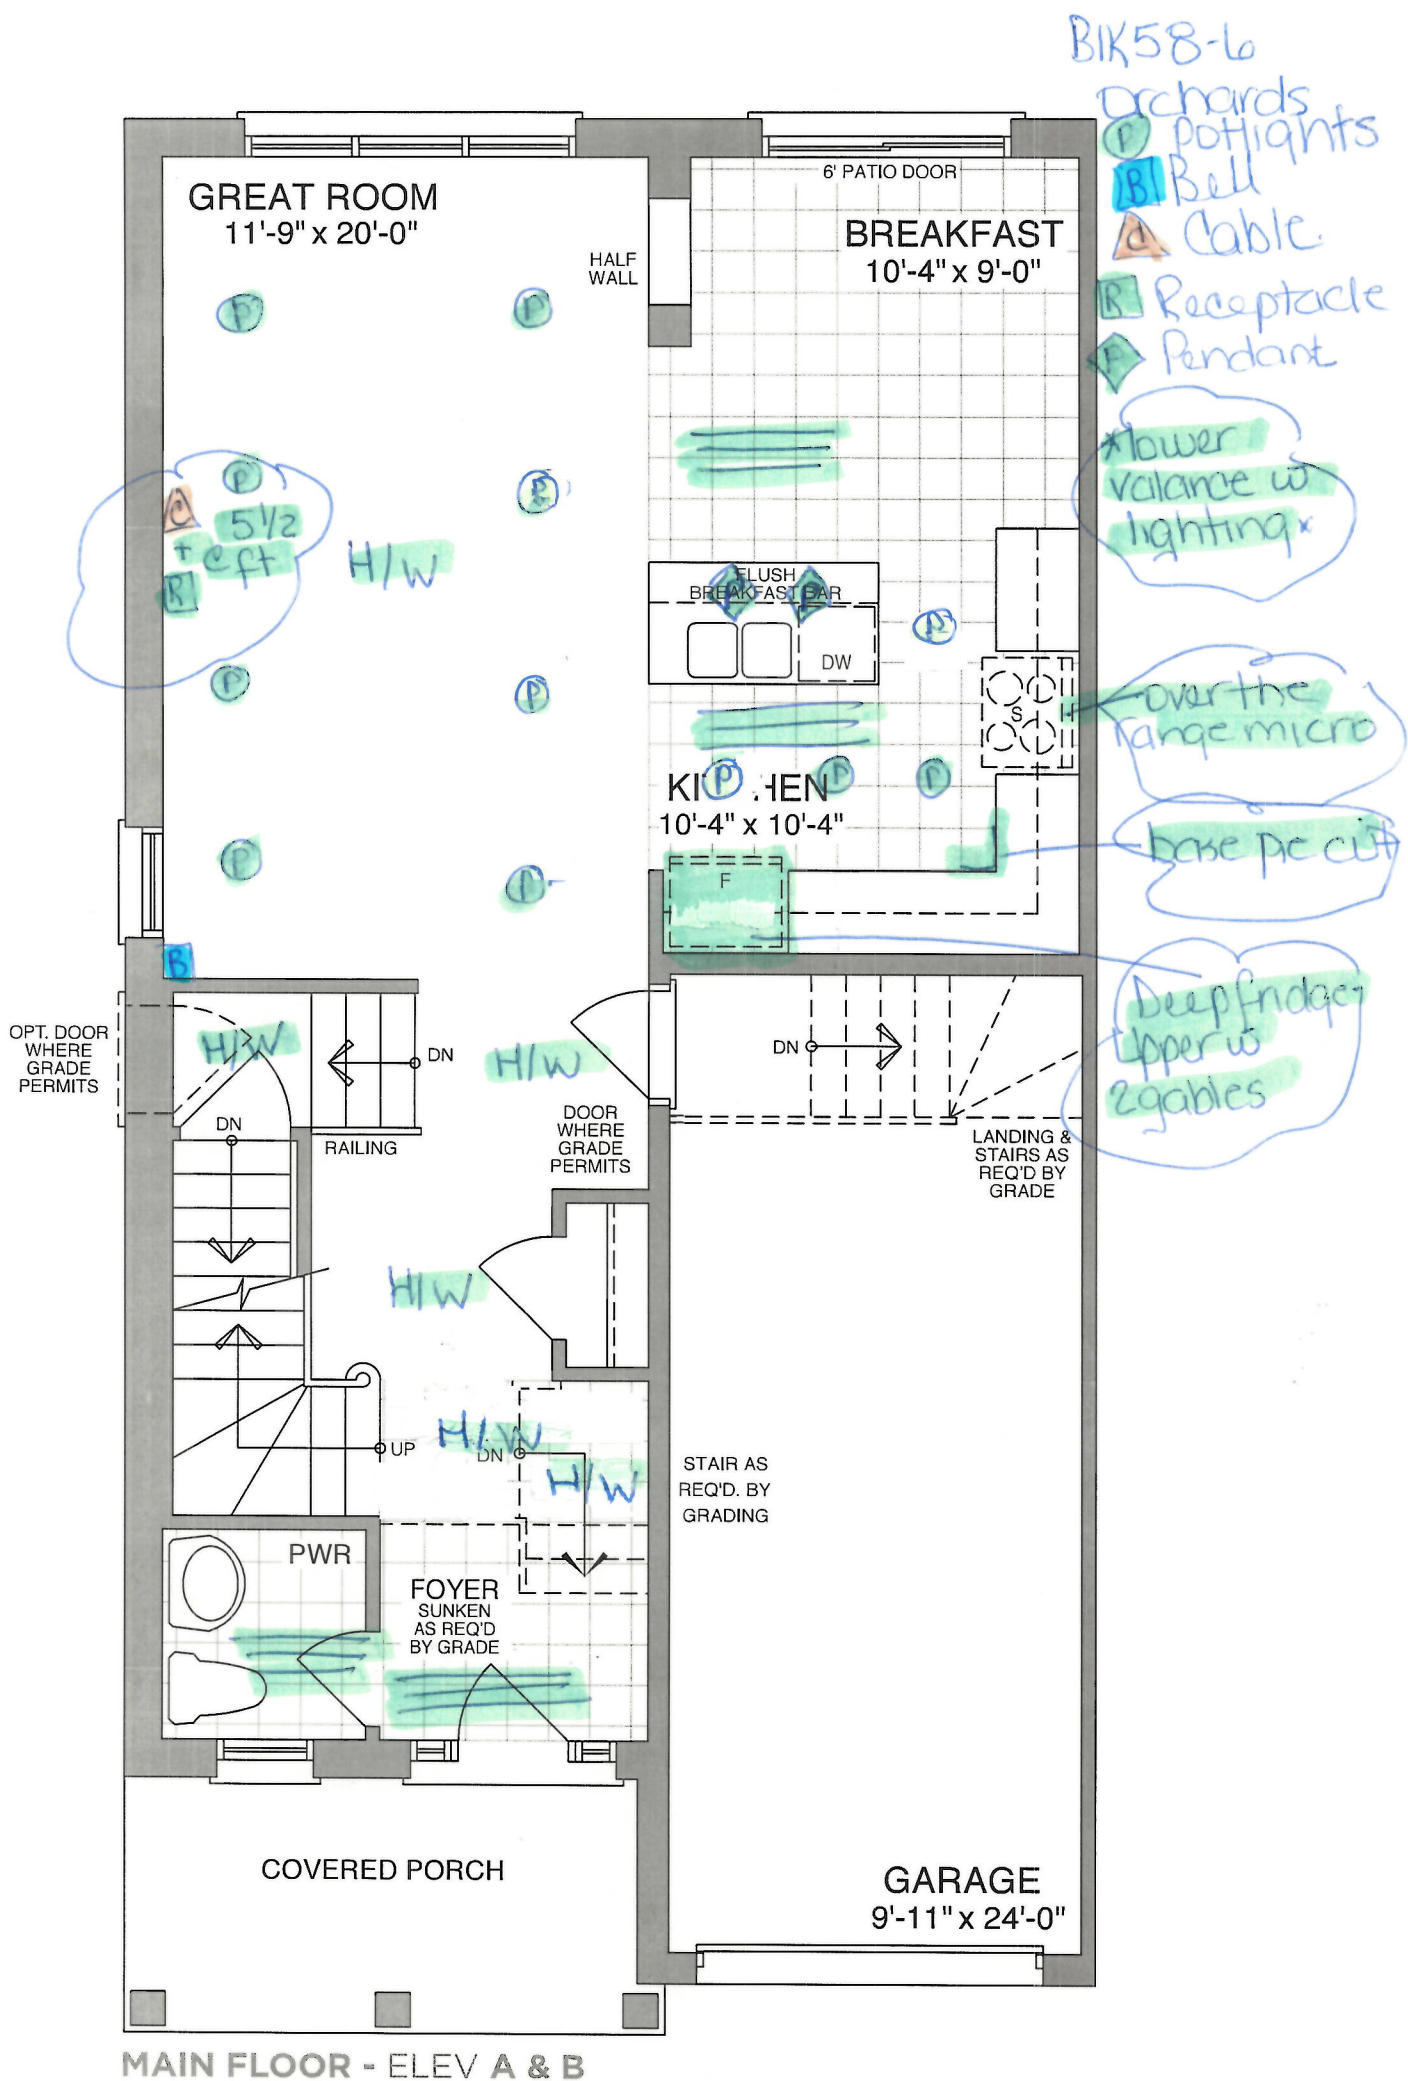 BIK58-6
Orchards
P Potlights
B Bell
C Cable
R Receptacle
P Pendant
6' PATIO DOOR
GREAT ROOM
11'-9" x 20'-0"
BREAKFAST
10'-4" x 9'-0"
HALF
WALL
P
P
*lower
valance w
lighting*
P
P
C
5 1/2
+ C ft
R
H/W
FLUSH
BREAKFAST BAR
P
P
P
DW
P
P
S
over the
range micro
P
P
P
KITCHEN
10'-4" x 10'-4"
base pie cut
P
P
F
B
Deep fridge
upper w
2 gables
OPT. DOOR
WHERE
GRADE
PERMITS
H/W
DN
H/W
DN
DN
RAILING
DOOR
WHERE
GRADE
PERMITS
LANDING &
STAIRS AS
REQ'D BY
GRADE
H/W
H/W
UP
DN
H/W
STAIR AS
REQ'D. BY
GRADING
PWR
FOYER
SUNKEN
AS REQ'D
BY GRADE
COVERED PORCH
GARAGE
9'-11" x 24'-0"
MAIN FLOOR - ELEV A & B